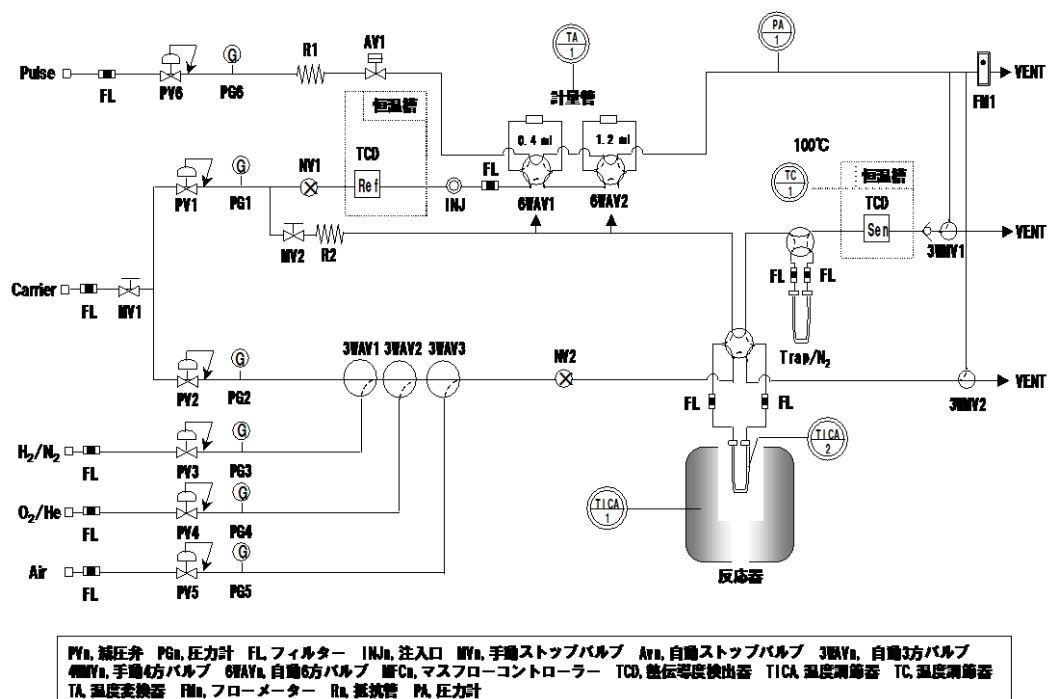 Pulse
FL
PV6
G
PG6
R1
AV1
TA
1
計量管
0.4 ml
1.2 ml
6WAV1
6WAV2
PA
1
FM1
VENT
恒温槽
TCD
Ref
INJ
FL
PV1
G
PG1
NV1
MV2
R2
100℃
TC
1
恒温槽
TCD
Sen
3WMV1
VENT
FL
FL
Trap/N2
Carrier
FL
MV1
PV2
G
PG2
3WAV1
3WAV2
3WAV3
NV2
3WMV2
VENT
FL
FL
TICA
2
TICA
1
反応器
H2/N2
FL
PV3
G
PG3
O2/He
FL
PV4
G
PG4
Air
FL
PV5
G
PG5
PVn, 減圧弁 PGn, 圧力計 FL, フィルター INJn, 注入口 MVn, 手動ストップバルブ Avn, 自動ストップバルブ 3WAVn, 自動3方バルブ
4WMVn, 手動4方バルブ 6WAVn, 自動6方バルブ MFCn, マスフローコントローラー TCD, 熱伝導度検出器 TICA, 温度調節器 TC, 温度調節器
TA, 温度変換器 FMn, フローメーター Rn, 抵抗管 PA, 圧力計